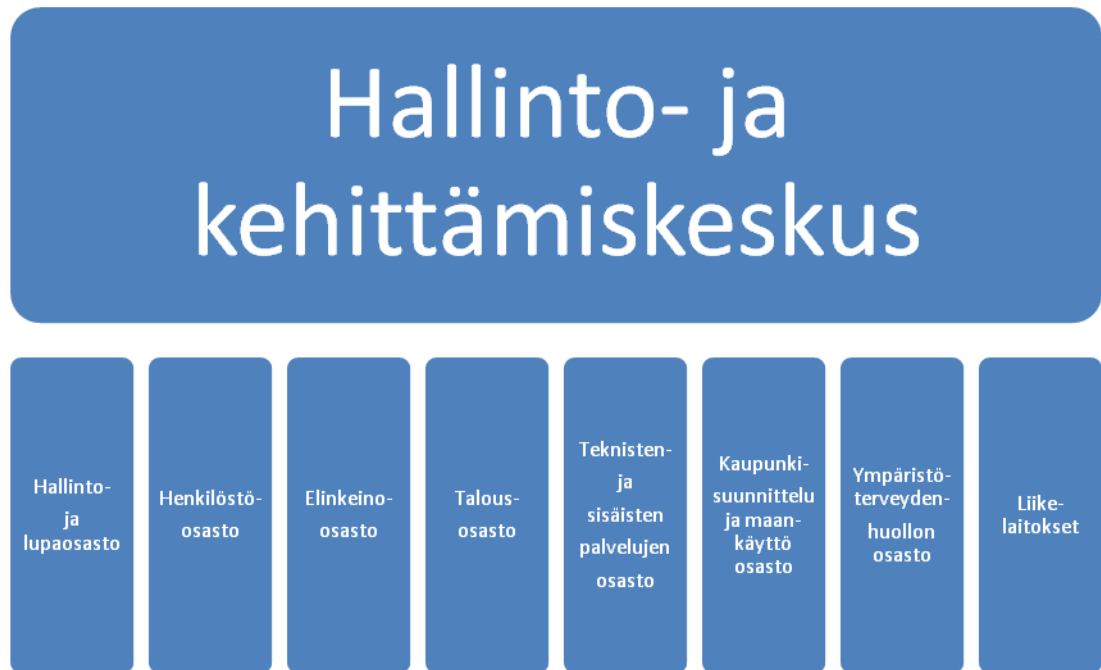 Hallinto- ja
kehittämiskeskus
Hallinto-
ja
lupaosasto
Henkilöstö-
osasto
Elinkeino-
osasto
Talous-
osasto
Teknisten-
ja
sisäisten
palvelujen
osasto
Kaupunki-
suunnittelu
ja maan-
käyttö
osasto
Ympäristö-
terveyden-
huollon
osasto
Liike-
laitokset